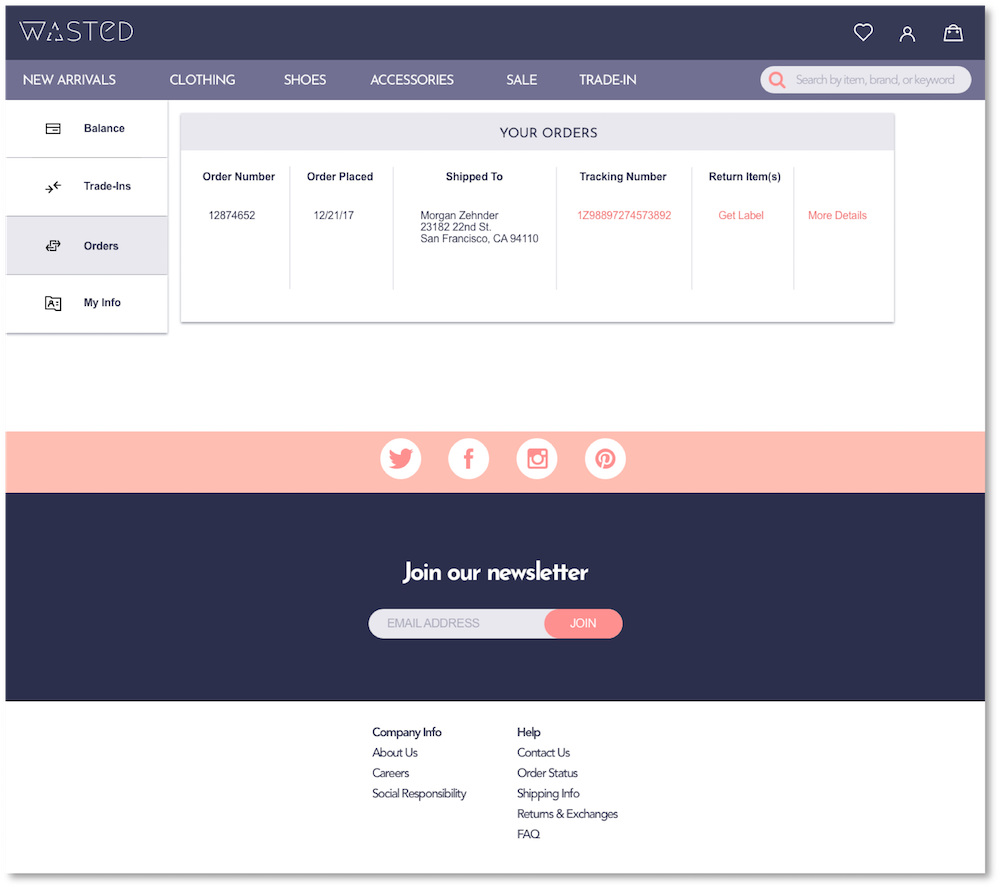 WASTeD
NEW ARRIVALS CLOTHING SHOES ACCESSORIES SALE TRADE-IN Search by item, brand, or keyword
Balance
Trade-Ins
Orders
My Info
YOUR ORDERS
Order Number Order Placed Shipped To Tracking Number Return Item(s)
12874652 12/21/17 Morgan Zehnder 1Z98897274573892 Get Label More Details
23182 22nd St.
San Francisco, CA 94110
Join our newsletter
EMAIL ADDRESS JOIN
Company Info
About Us
Careers
Social Responsibility
Help
Contact Us
Order Status
Shipping Info
Returns & Exchanges
FAQ